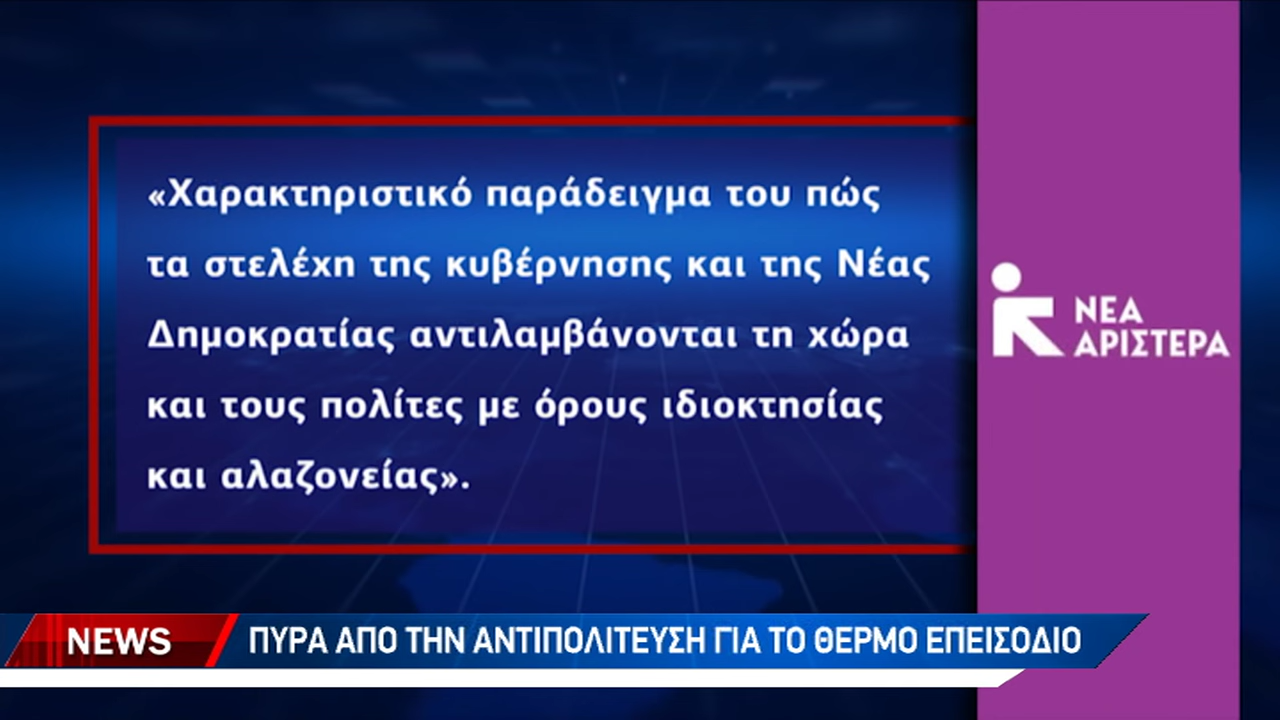 «Χαρακτηριστικό παράδειγμα του πώς
τα στελέχη της κυβέρνησης και της Νέας
Δημοκρατίας αντιλαμβάνονται τη χώρα
και τους πολίτες με όρους ιδιοκτησίας
και αλαζονείας».
ΝΕΑ
ΑΡΙΣΤΕΡΑ
NEWS
ΠΥΡΑ ΑΠΟ ΤΗΝ ΑΝΤΙΠΟΛΙΤΕΥΣΗ ΓΙΑ ΤΟ ΘΕΡΜΟ ΕΠΕΙΣΟΔΙΟ